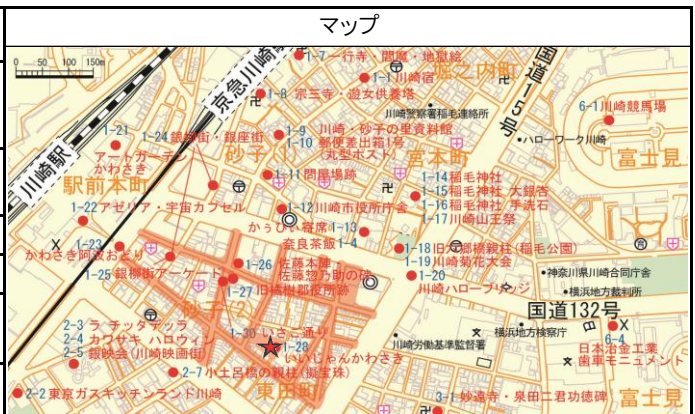 マップ
0 50 100 150m
1-7 一行寺・閻魔・地獄絵
堀之内町
国道15号
京急川崎駅
1-1 川崎宿
1-8 宗三寺・遊女供養塔
川崎警察署稲毛連絡所
6-1 川崎競馬場
1-21
アートガーデン
かわさき
1-24 銀柳街・銀座街
砂子(1)
1-9 川崎・砂子の里資料館
1-10 郵便差出箱1号
(丸型ポスト)
宮本町
ハローワーク川崎
富士見
川崎駅
駅前本町
1-11 問屋場跡
1-14 稲毛神社
1-15 稲毛神社 大銀杏
1-16 稲毛神社 手洗石
1-17 川崎山王祭
1-22 アゼリア・宇宙カプセル
1-12 川崎市役所庁舎
かっぱい寄席 1-13
奈良茶飯 1-4
1-23
かわさき阿波おどり
1-18 旧六郷橋親柱(稲毛公園)
1-19 川崎菊花大会
1-20
川崎ハローブリッジ
1-25 銀柳街アーケード
1-26 佐藤本陣
佐藤惣乃助の碑
1-27 旧橘樹郡役所跡
神奈川県川崎合同庁舎
横浜地方裁判所
砂子(2)
国道132号
2-3 ラ チッタデッラ
2-4 カワサキ ハロウィン
2-5 銀映会(川崎映画街)
1-30 いさご通り
1-28
いいじゃんかわさき
川崎労働基準監督署
横浜地方検察庁
6-4
日本冶金工業
歯車モニュメント
2-7 小土呂橋の親柱(擬宝珠)
2-2 東京ガスキッチンランド川崎
東田町
3-1 妙遠寺・泉田二君功徳碑
富士見